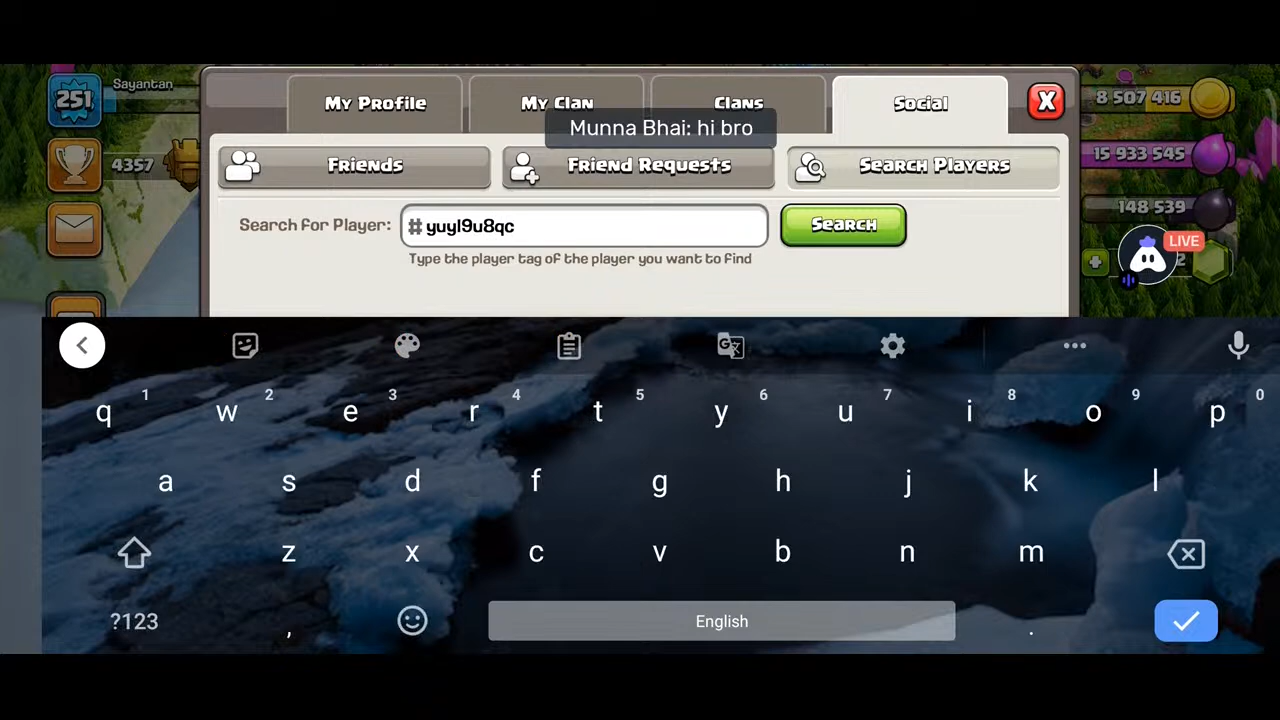 Sayantan
251
My Profile
My Clan
Clans
Social
X
8 507 416
Munna Bhai: hi bro
4357
Friends
Friend Requests
Search Players
15 933 545
148 539
Search for Player:
# yuyl9u8qc
Search
LIVE
Type the player tag of the player you want to find
2
1 2 3 4 5 6 7 8 9 0
q w e r t y u i o p
a s d f g h j k l
z x c v b n m
?123 , English .